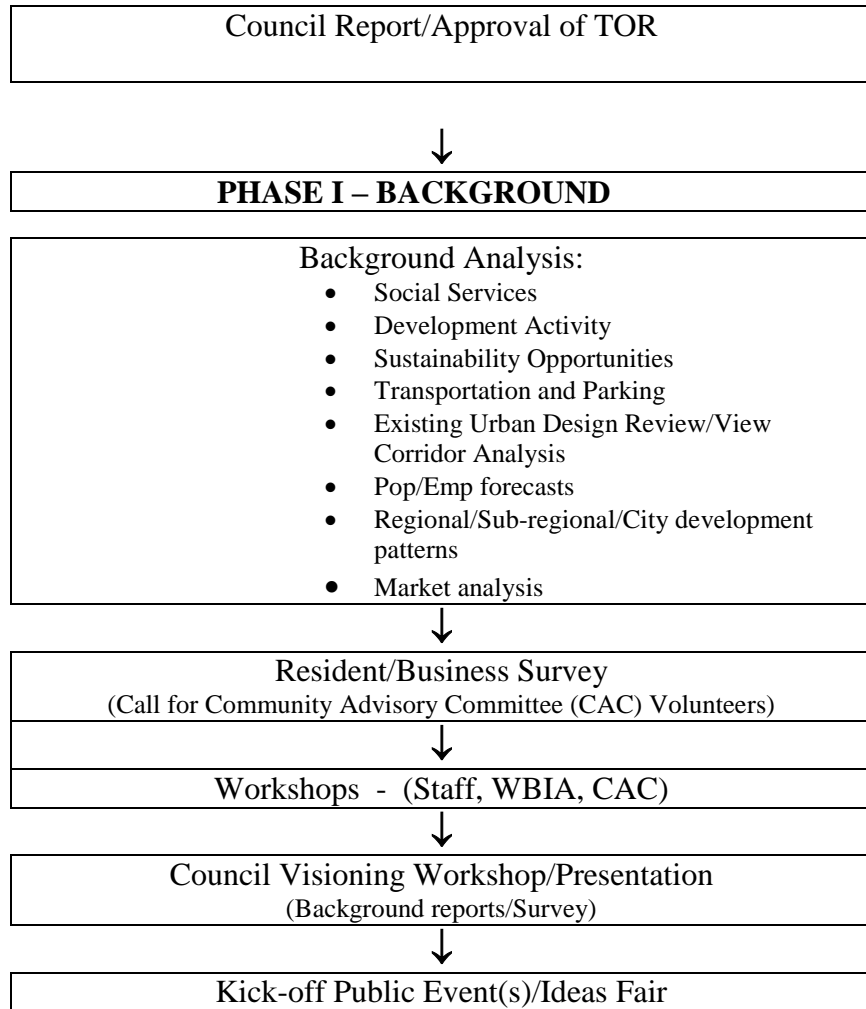 Council Report/Approval of TOR
↓
PHASE I – BACKGROUND
Background Analysis:
• Social Services
• Development Activity
• Sustainability Opportunities
• Transportation and Parking
• Existing Urban Design Review/View
Corridor Analysis
• Pop/Emp forecasts
• Regional/Sub-regional/City development
patterns
• Market analysis
↓
Resident/Business Survey
(Call for Community Advisory Committee (CAC) Volunteers)
↓
Workshops - (Staff, WBIA, CAC)
↓
Council Visioning Workshop/Presentation
(Background reports/Survey)
↓
Kick-off Public Event(s)/Ideas Fair